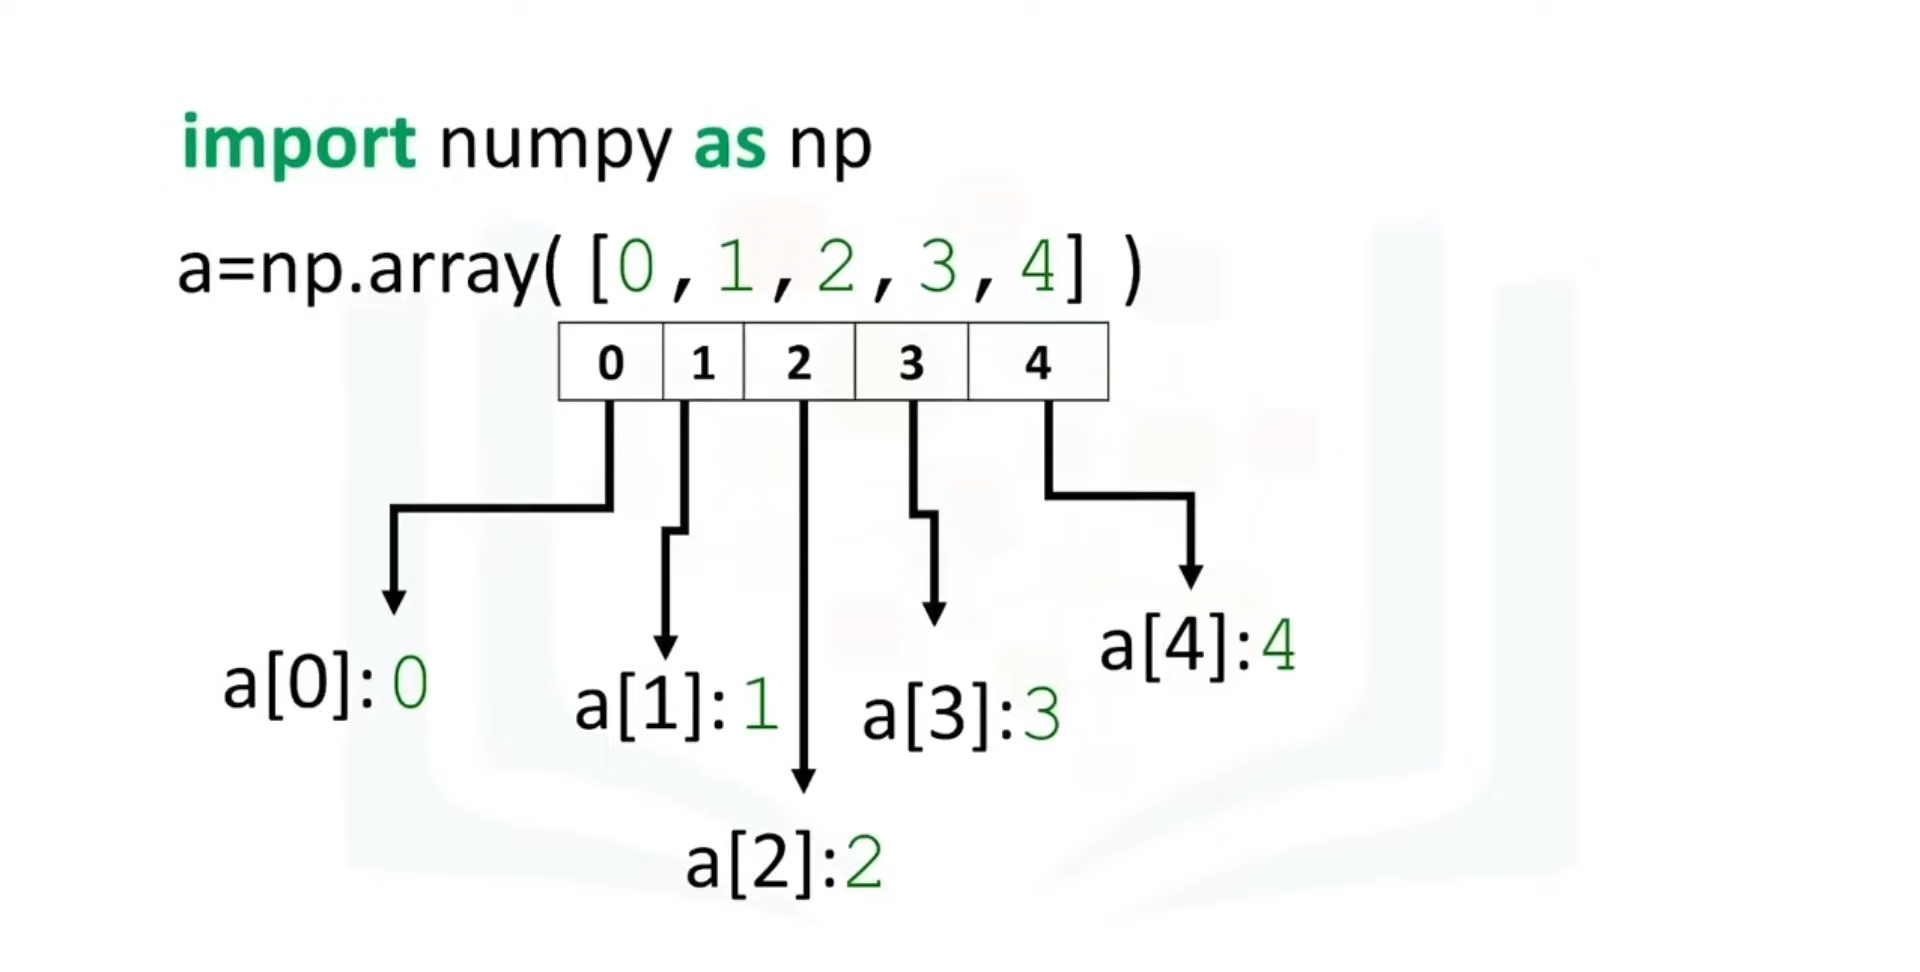 import numpy as np
a=np.array( [0,1,2,3,4] )
0 1 2 3 4
a[0]:0
a[1]:1
a[2]:2
a[3]:3
a[4]:4